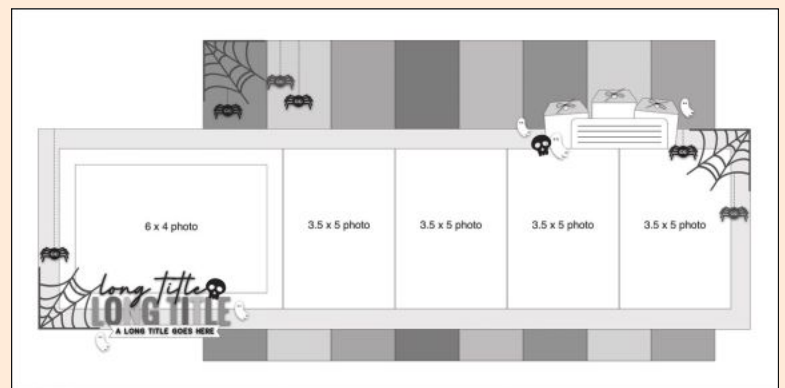 6 x 4 photo
3.5 x 5 photo
3.5 x 5 photo
3.5 x 5 photo
3.5 x 5 photo
long title
LONG TITLE
A LONG TITLE GOES HERE